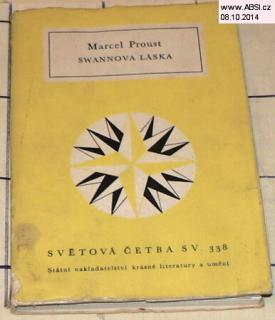 www.ABSI.cz
08.10.2014
Marcel Proust
SWANNOVA LÁSKA
SVĚTOVÁ ČETBA SV. 338
Státní nakladatelství krásné literatury a umění